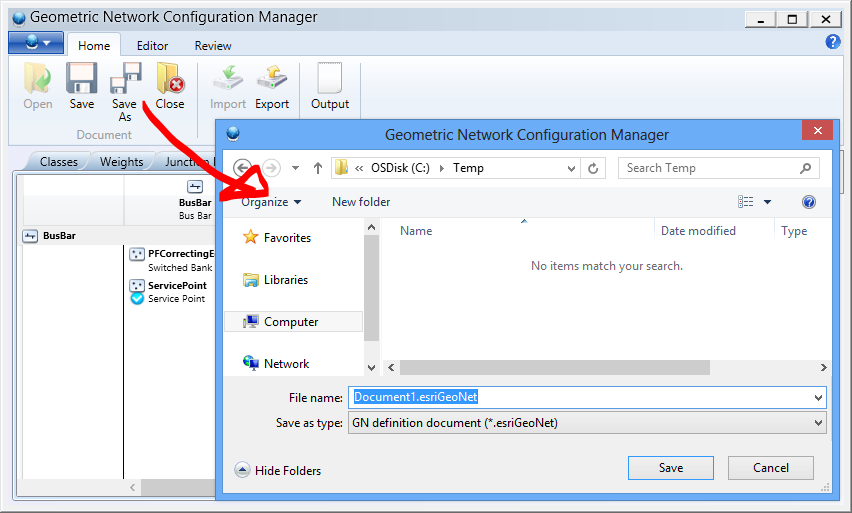 Geometric Network Configuration Manager
Home Editor Review
Open Save Save As Close Import Export Output
Document
Classes Weights Junction
Geometric Network Configuration Manager
« OSDisk (C:) Temp Search Temp
Organize New folder
BusBar
Bus Bar
BusBar
PFCorrectingE
Switched Bank
ServicePoint
Service Point
Favorites
Libraries
Computer
Network
Name Date modified Type
No items match your search.
File name: Document1.esriGeoNet
Save as type: GN definition document (*.esriGeoNet)
Hide Folders Save Cancel